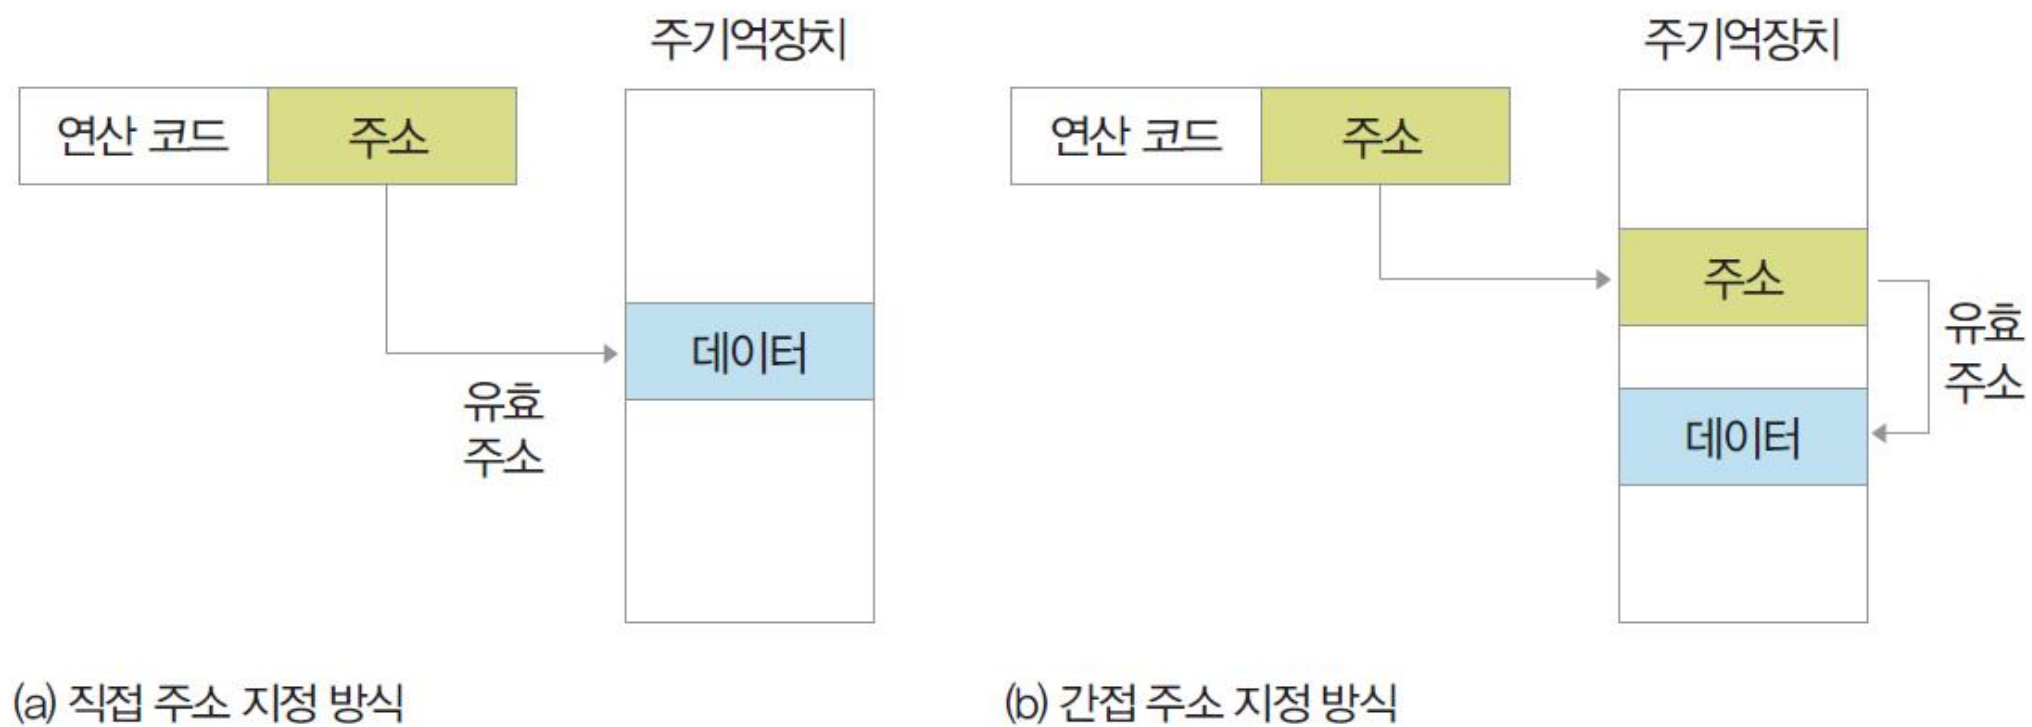 주기억장치
연산 코드 주소
데이터
유효
주소
(a) 직접 주소 지정 방식
주기억장치
연산 코드 주소
주소
유효
주소
데이터
(b) 간접 주소 지정 방식